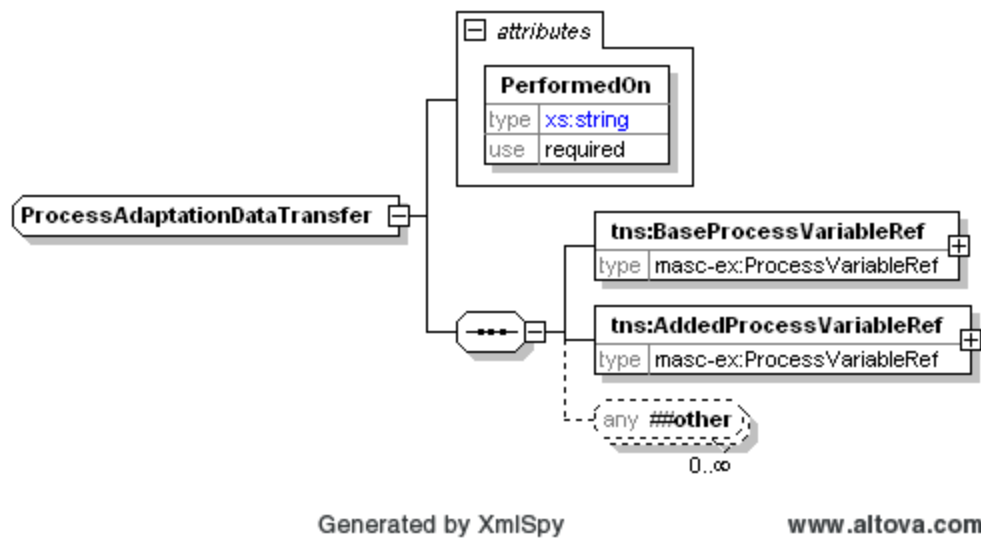 attributes
PerformedOn
type xs:string
use required
ProcessAdaptationDataTransfer
tns:BaseProcessVariableRef
type masc-ex:ProcessVariableRef
tns:AddedProcessVariableRef
type masc-ex:ProcessVariableRef
any ##other
0..∞
Generated by XmlSpy www.altova.com